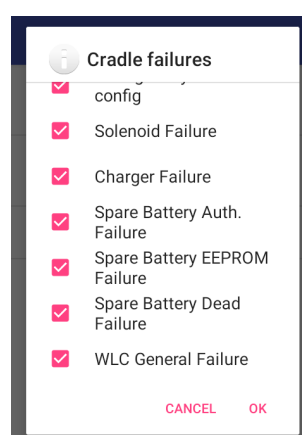 Cradle failures
config
Solenoid Failure
Charger Failure
Spare Battery Auth.
Failure
Spare Battery EEPROM
Failure
Spare Battery Dead
Failure
WLC General Failure
CANCEL OK